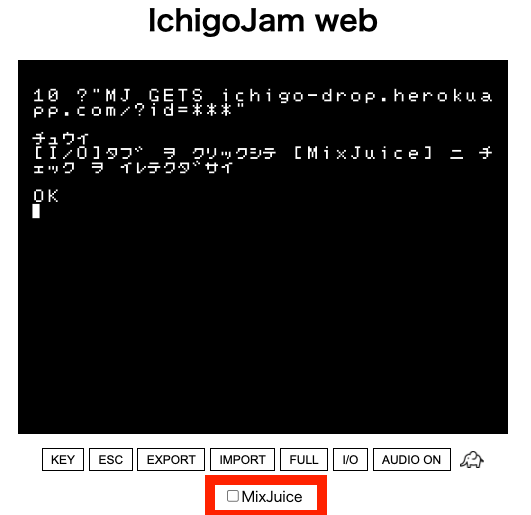 IchigoJam web
10 ?"MJ GETS ichigo-drop.herokua
pp.com/?id=***"
チュウイ
[I/O]タブ ヲ クリックシテ [MixJuice] ニ チ
ェック ヲ イレテクダサイ
OK
KEY ESC EXPORT IMPORT FULL I/O AUDIO ON
MixJuice